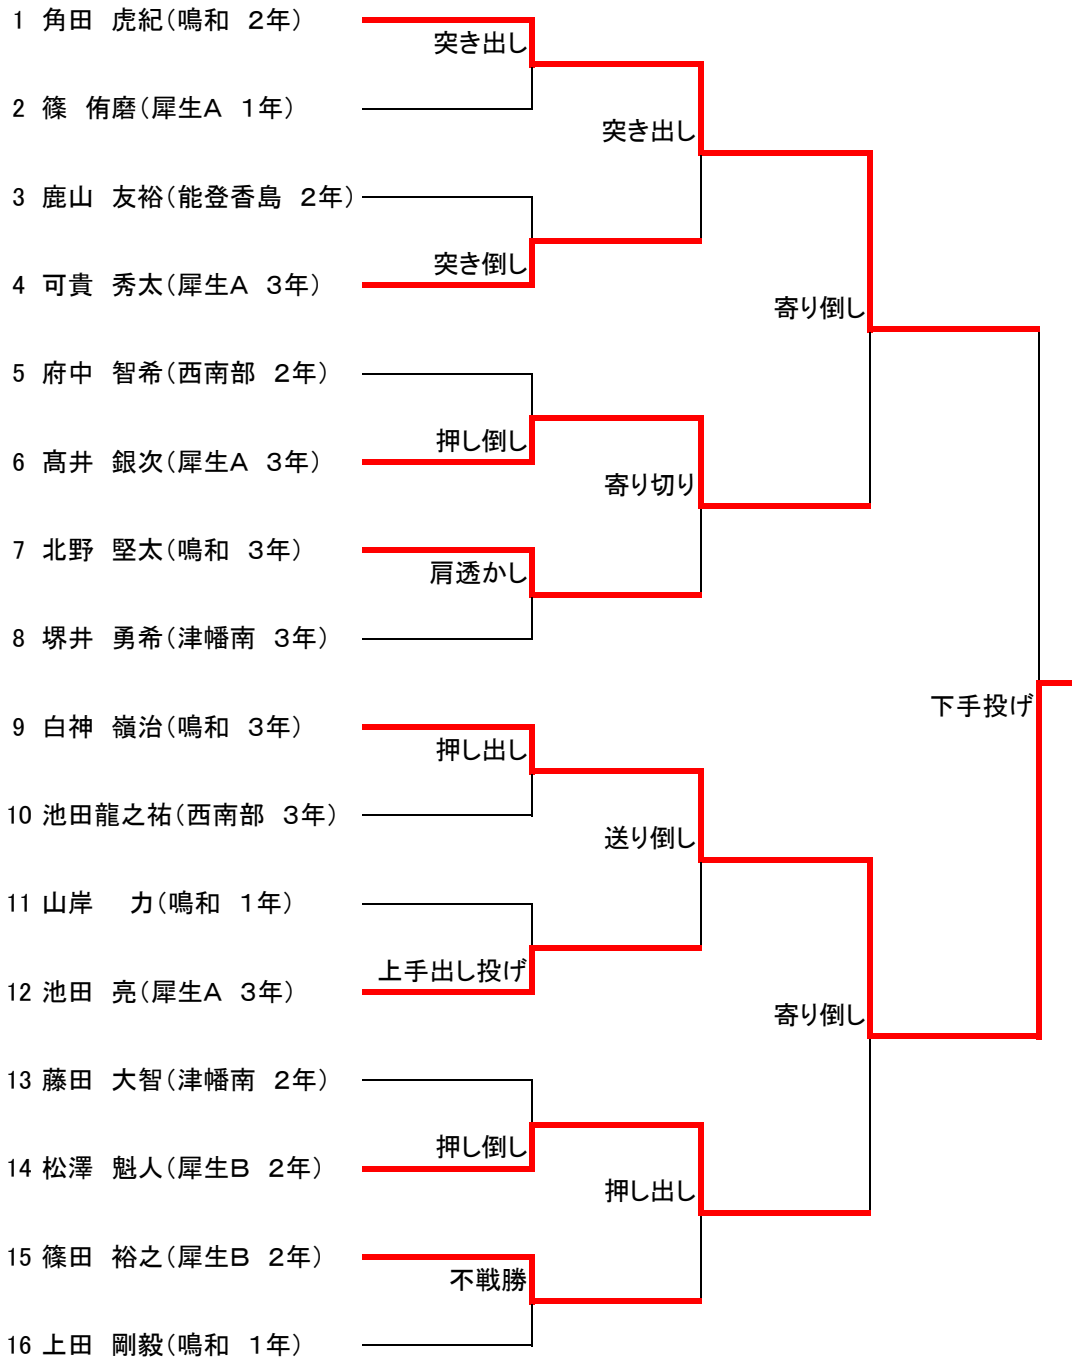 1 角田 虎紀(鳴和 2年)
突き出し
2 篠 侑磨(犀生A 1年)
突き出し
3 鹿山 友裕(能登香島 2年)
突き倒し
4 可貴 秀太(犀生A 3年)
寄り倒し
5 府中 智希(西南部 2年)
押し倒し
6 髙井 銀次(犀生A 3年)
寄り切り
7 北野 堅太(鳴和 3年)
肩透かし
8 堺井 勇希(津幡南 3年)
下手投げ
9 白神 嶺治(鳴和 3年)
押し出し
10 池田龍之祐(西南部 3年)
送り倒し
11 山岸 力(鳴和 1年)
上手出し投げ
12 池田 亮(犀生A 3年)
寄り倒し
13 藤田 大智(津幡南 2年)
押し倒し
14 松澤 魁人(犀生B 2年)
押し出し
15 篠田 裕之(犀生B 2年)
不戦勝
16 上田 剛毅(鳴和 1年)